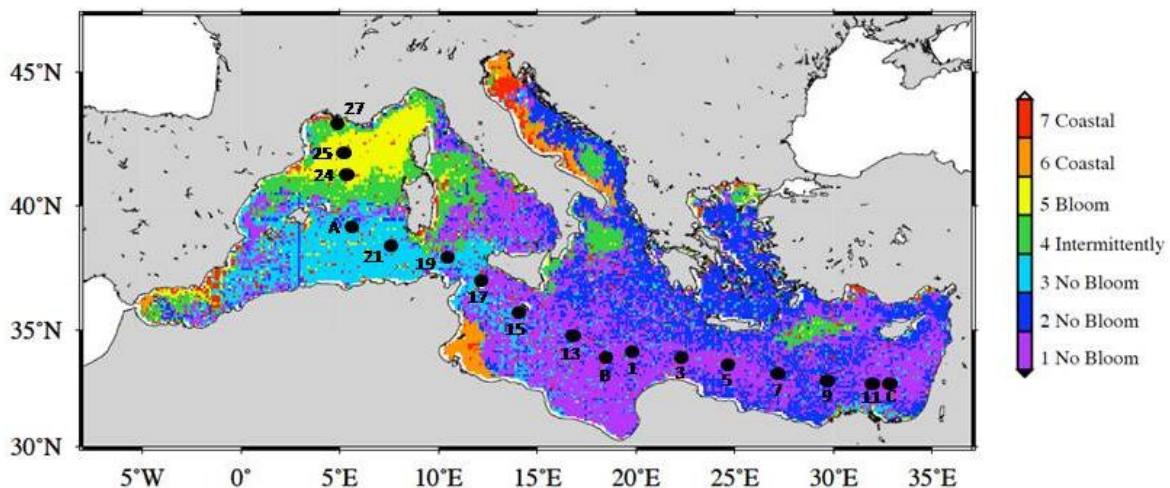 45°N
40°N
35°N
30°N
5°W
0°
5°E
10°E
15°E
20°E
25°E
30°E
35°E
27
25
24
A
21
19
17
15
13
B
1
3
5
7
9
11
C
7 Coastal
6 Coastal
5 Bloom
4 Intermittently
3 No Bloom
2 No Bloom
1 No Bloom